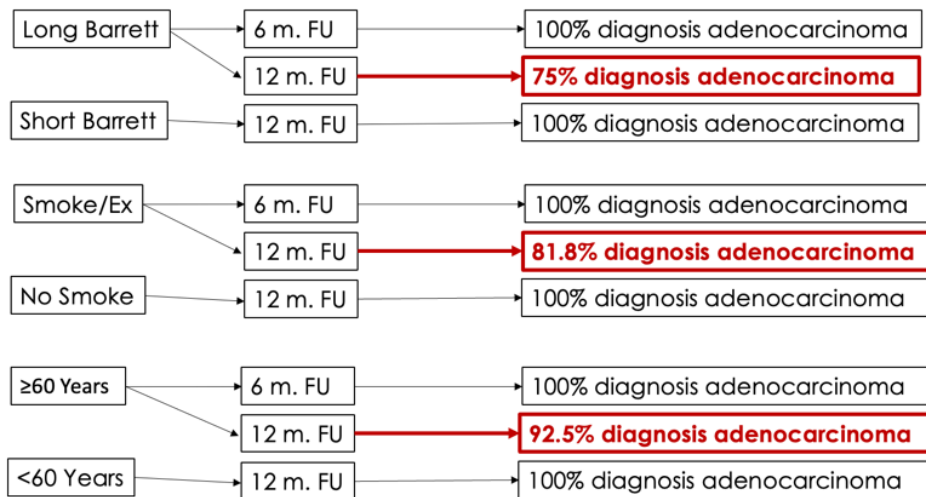 Long Barrett
6 m. FU
100% diagnosis adenocarcinoma
12 m. FU
75% diagnosis adenocarcinoma
Short Barrett
12 m. FU
100% diagnosis adenocarcinoma
Smoke/Ex
6 m. FU
100% diagnosis adenocarcinoma
12 m. FU
81.8% diagnosis adenocarcinoma
No Smoke
12 m. FU
100% diagnosis adenocarcinoma
≥60 Years
6 m. FU
100% diagnosis adenocarcinoma
12 m. FU
92.5% diagnosis adenocarcinoma
<60 Years
12 m. FU
100% diagnosis adenocarcinoma